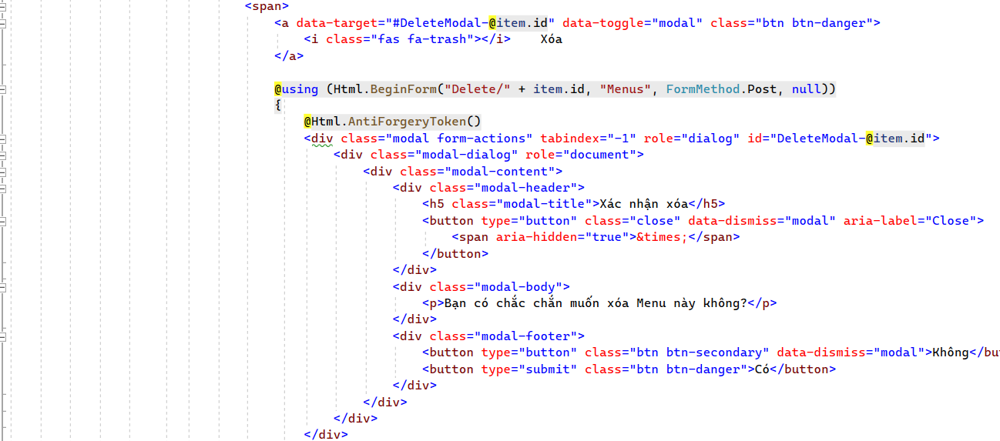 <span>
<a data-target="#DeleteModal-@item.id" data-toggle="modal" class="btn btn-danger">
<i class="fas fa-trash"></i>    Xóa
</a>
@using (Html.BeginForm("Delete/" + item.id, "Menus", FormMethod.Post, null))
{
@Html.AntiForgeryToken()
<div class="modal form-actions" tabindex="-1" role="dialog" id="DeleteModal-@item.id">
<div class="modal-dialog" role="document">
<div class="modal-content">
<div class="modal-header">
<h5 class="modal-title">Xác nhận xóa</h5>
<button type="button" class="close" data-dismiss="modal" aria-label="Close">
<span aria-hidden="true">&times;</span>
</button>
</div>
<div class="modal-body">
<p>Bạn có chắc chắn muốn xóa Menu này không?</p>
</div>
<div class="modal-footer">
<button type="button" class="btn btn-secondary" data-dismiss="modal">Không</bu
<button type="submit" class="btn btn-danger">Có</button>
</div>
</div>
</div>
</div>